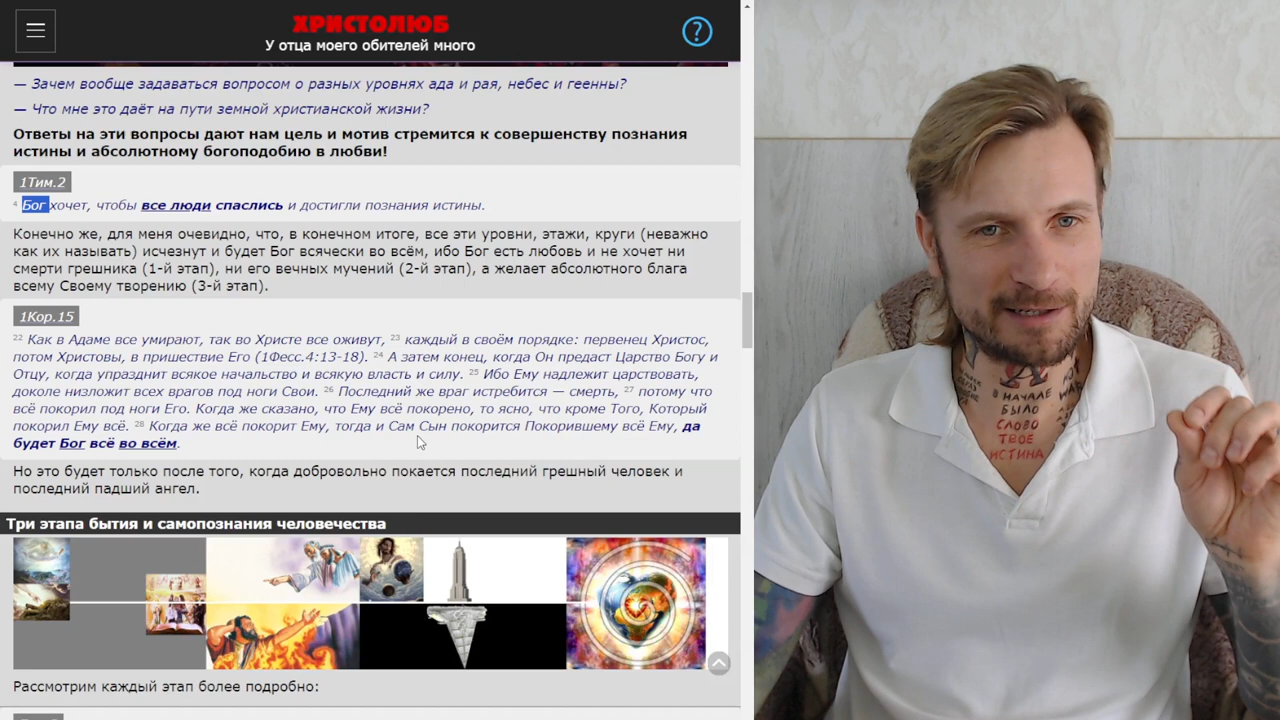 ХРИСТОЛЮБ
У отца моего обителей много
?
— Зачем вообще задаваться вопросом о разных уровнях ада и рая, небес и геенны?
— Что мне это даёт на пути земной христианской жизни?
Ответы на эти вопросы дают нам цель и мотив стремится к совершенству познания
истины и абсолютному богоподобию в любви!
1Тим.2
4 Бог хочет, чтобы все люди спаслись и достигли познания истины.
Конечно же, для меня очевидно, что, в конечном итоге, все эти уровни, этажи, круги (неважно
как их называть) исчезнут и будет Бог всячески во всём, ибо Бог есть любовь и не хочет ни
смерти грешника (1-й этап), ни его вечных мучений (2-й этап), а желает абсолютного блага
всему Своему творению (3-й этап).
1Кор.15
22 Как в Адаме все умирают, так во Христе все оживут, 23 каждый в своём порядке: первенец Христос,
потом Христовы, в пришествие Его (1Фесс.4:13-18). 24 А затем конец, когда Он предаст Царство Богу и
Отцу, когда упразднит всякое начальство и всякую власть и силу. 25 Ибо Ему надлежит царствовать,
доколе низложит всех врагов под ноги Свои. 26 Последний же враг истребится — смерть, 27 потому что
всё покорил под ноги Его. Когда же сказано, что Ему всё покорено, то ясно, что кроме Того, Который
покорил Ему всё. 28 Когда же всё покорит Ему, тогда и Сам Сын покорится Покорившему всё Ему, да
будет Бог всё во всём.
Но это будет только после того, когда добровольно покается последний грешный человек и
последний падший ангел.
Три этапа бытия и самопознания человечества
Рассмотрим каждый этап более подробно:
В НАЧАЛЕ
БЫЛО
СЛОВО
ТВОЕ
ИСТИНА